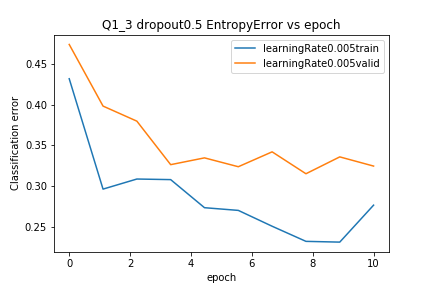 Q1_3 dropout0.5 EntropyError vs epoch
learningRate0.005train
learningRate0.005valid
Classification error
0.45
0.40
0.35
0.30
0.25
0 2 4 6 8 10
epoch